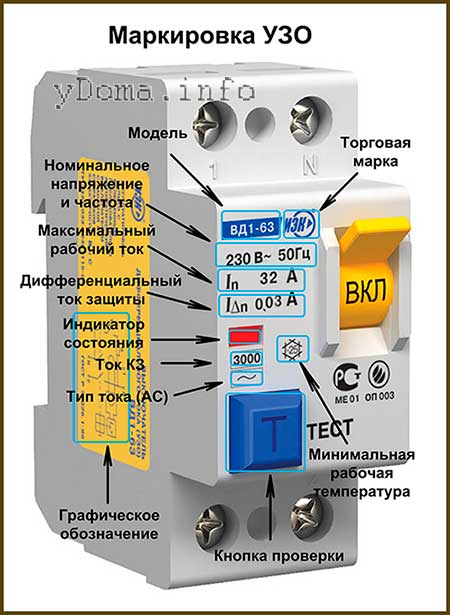 Маркировка УЗО
yDoma.info
Модель
Торговая
марка
1
N
Номинальное
напряжение
и частота
Максимальный
рабочий ток
Дифференциальный
ток защиты
Индикатор
состояния
Ток КЗ
Тип тока (АС)
ВД1-63
ИЭК
230 В~ 50Гц
In 32 А
I∆n 0,03 А
ВКЛ
3000
-25
МЕ 01 ОП 003
Т
ТЕСТ
Минимальная
рабочая
температура
Графическое
обозначение
Кнопка проверки